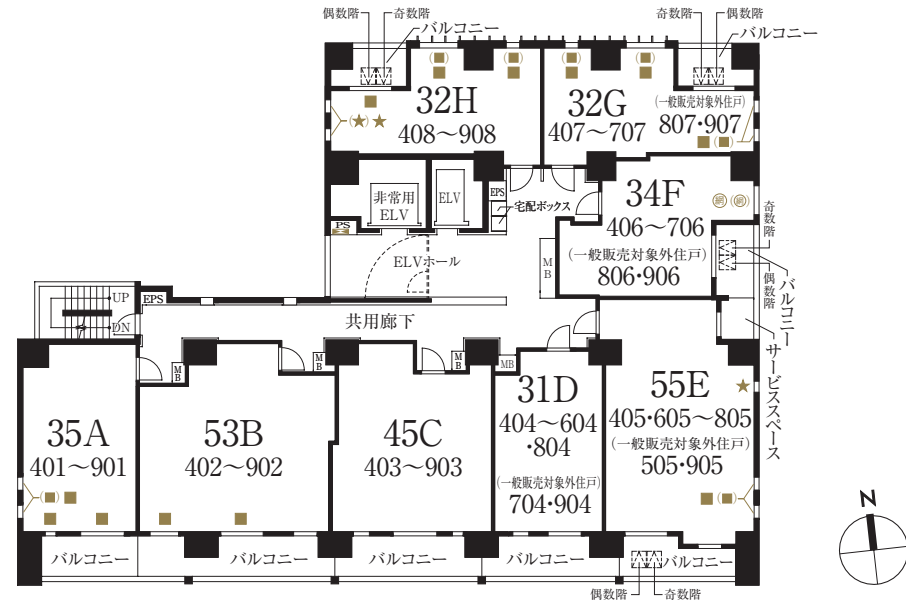 偶数階
奇数階
バルコニー
奇数階
偶数階
バルコニー
32H
408〜908
32G
407〜707
(一般販売対象外住戸)
807・907
非常用
ELV
ELV
EPS
宅配ボックス
PS
ELVホール
MB
34F
406〜706
(一般販売対象外住戸)
806・906
奇数階
偶数階
バルコニー
サービススペース
UP
DN
EPS
共用廊下
MB
MB
MB
MB
35A
401〜901
53B
402〜902
45C
403〜903
31D
404〜604
・804
(一般販売対象外住戸)
704・904
55E
405・605〜805
(一般販売対象外住戸)
505・905
バルコニー
バルコニー
バルコニー
バルコニー
バルコニー
偶数階
奇数階
N